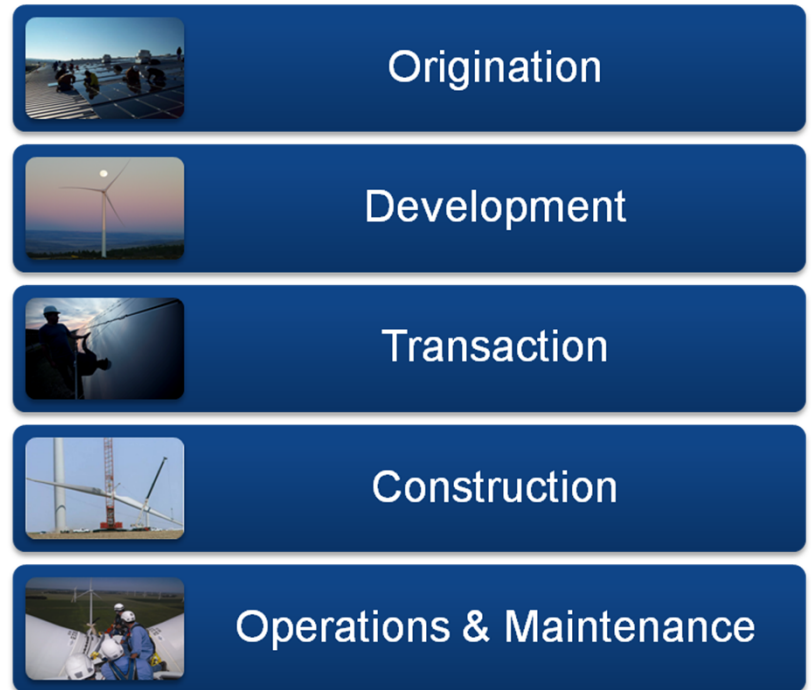 Origination
Development
Transaction
Construction
Operations & Maintenance